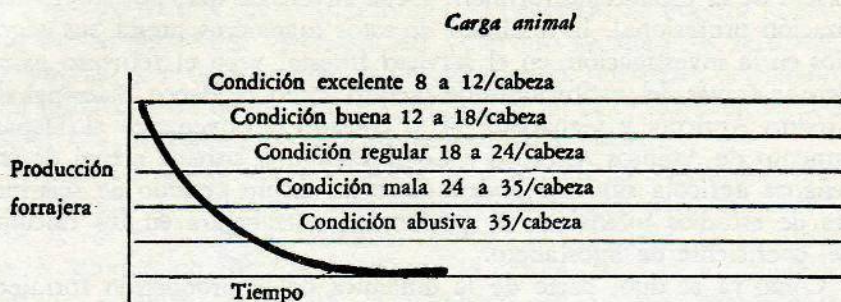 Carga animal
Condición excelente 8 a 12/cabeza
Condición buena 12 a 18/cabeza
Condición regular 18 a 24/cabeza
Condición mala 24 a 35/cabeza
Condición abusiva 35/cabeza
Producción
forrajera
Tiempo